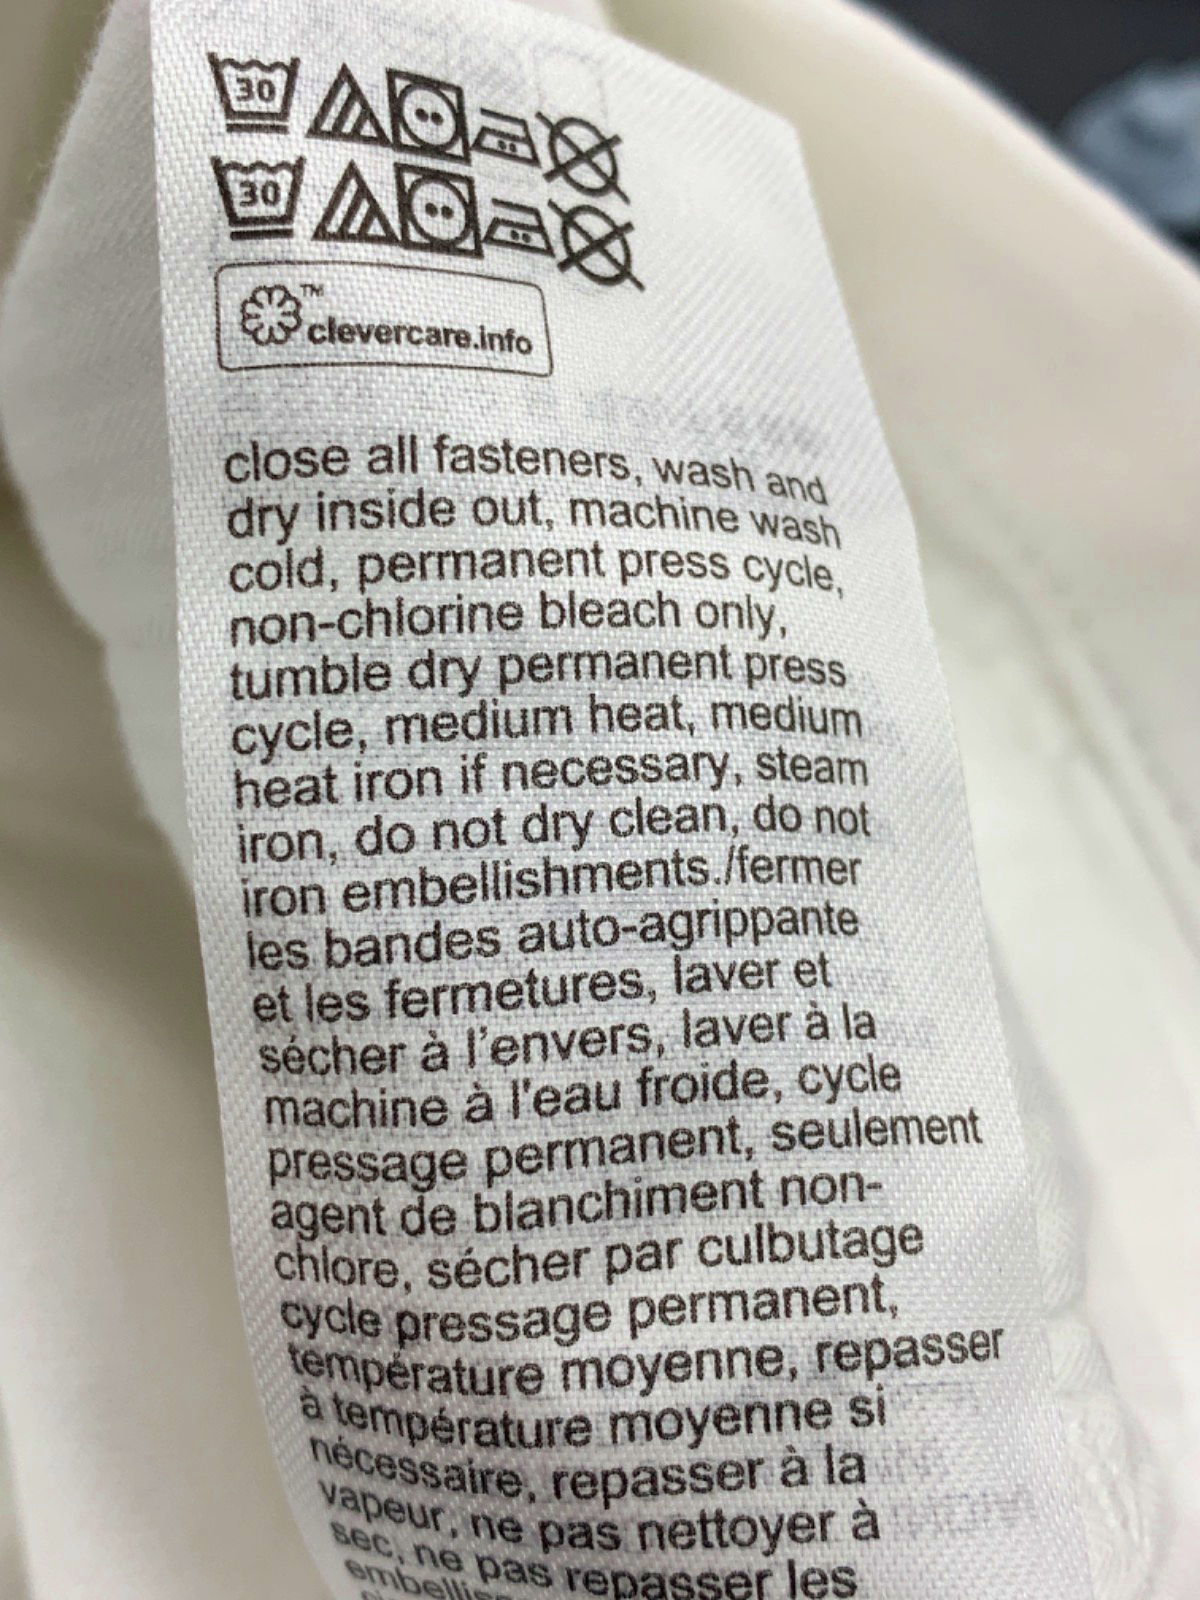 30
30
TM
clevercare.info
close all fasteners, wash and
dry inside out, machine wash
cold, permanent press cycle,
non-chlorine bleach only,
tumble dry permanent press
cycle, medium heat, medium
heat iron if necessary, steam
iron, do not dry clean, do not
iron embellishments./fermer
les bandes auto-agrippante
et les fermetures, laver et
sécher à l'envers, laver à la
machine à l'eau froide, cycle
pressage permanent, seulement
agent de blanchiment non-
chlore, sécher par culbutage
cycle pressage permanent,
température moyenne, repasser
à température moyenne si
nécessaire, repasser à la
vapeur, ne pas nettoyer à
sec, ne pas repasser les